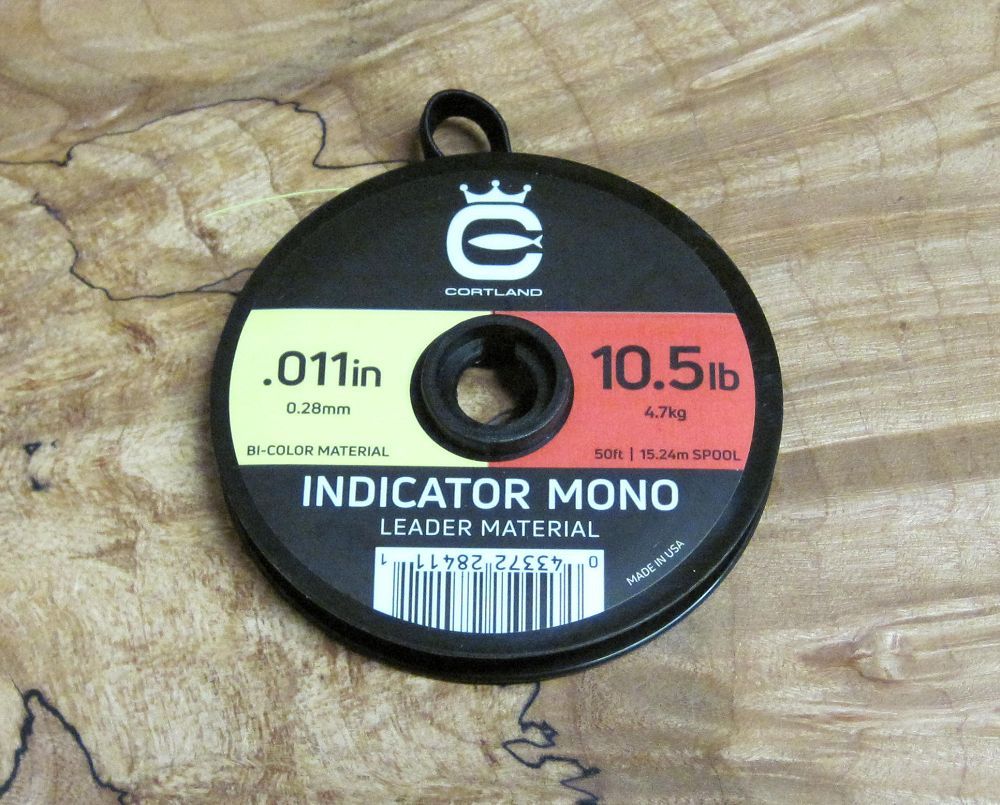 CORTLAND
.011in
0.28mm
BI-COLOR MATERIAL
10.5lb
4.7kg
50ft | 15.24m SPOOL
INDICATOR MONO
LEADER MATERIAL
MADE IN USA
0 43372 28411 1